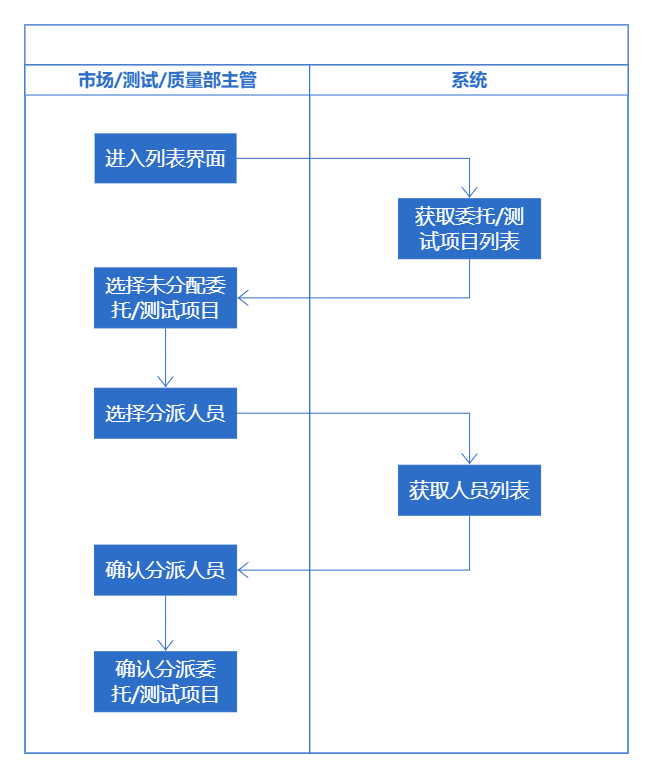 市场/测试/质量部主管
系统
进入列表界面
获取委托/测
试项目列表
选择未分配委
托/测试项目
选择分派人员
获取人员列表
确认分派人员
确认分派委
托/测试项目